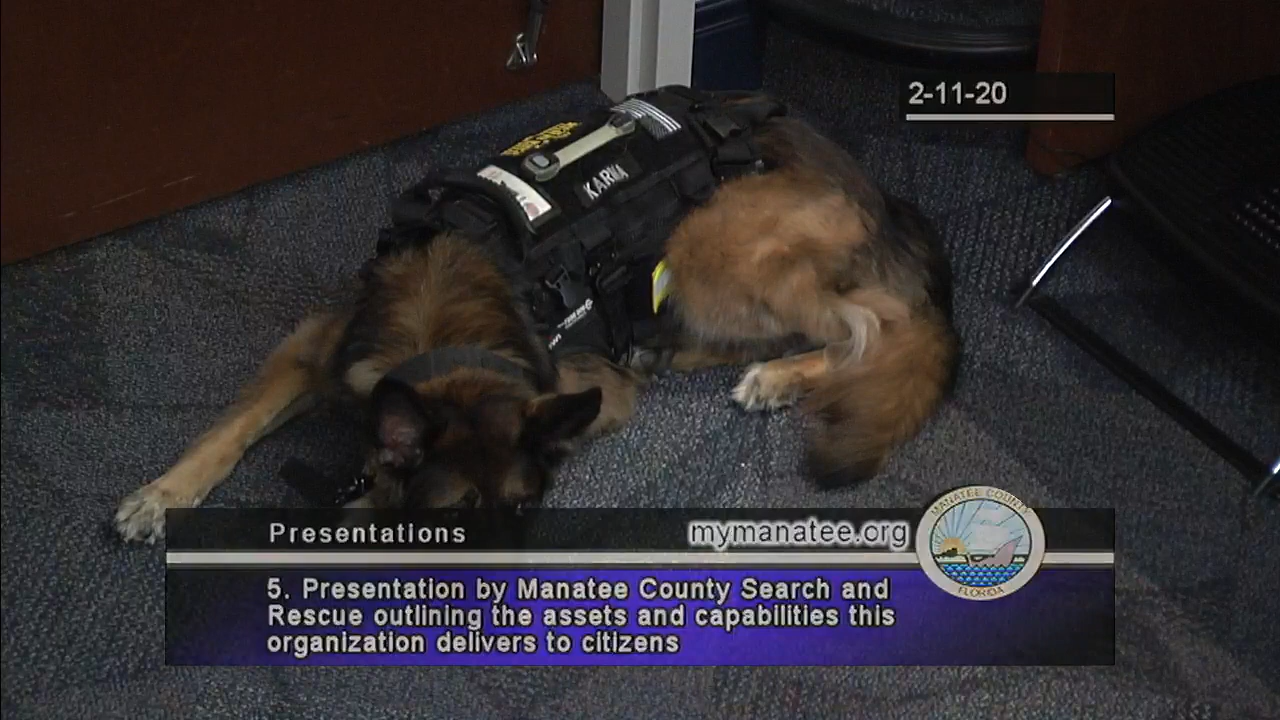 2-11-20
KARMA
Presentations
mymanatee.org
MANATEE COUNTY
FLORIDA
5. Presentation by Manatee County Search and
Rescue outlining the assets and capabilities this
organization delivers to citizens